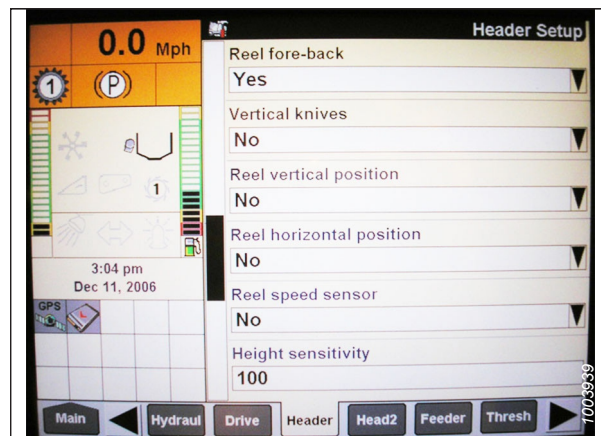 0.0 Mph
1
(P)
1
3:04 pm
Dec 11, 2006
GPS
Header Setup
Reel fore-back
Yes
Vertical knives
No
Reel vertical position
No
Reel horizontal position
No
Reel speed sensor
No
Height sensitivity
100
Main
Hydraul
Drive
Header
Head2
Feeder
Thresh
1003939